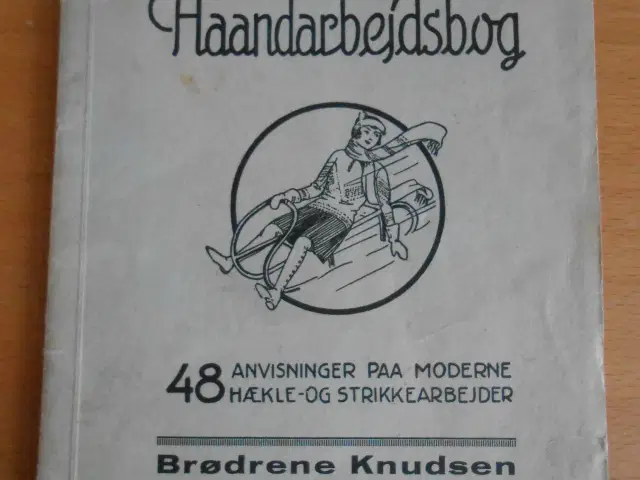 Haandarbejdsbog
48 ANVISNINGER PAA MODERNE
HÆKLE-OG STRIKKEARBEJDER
Brødrene Knudsen